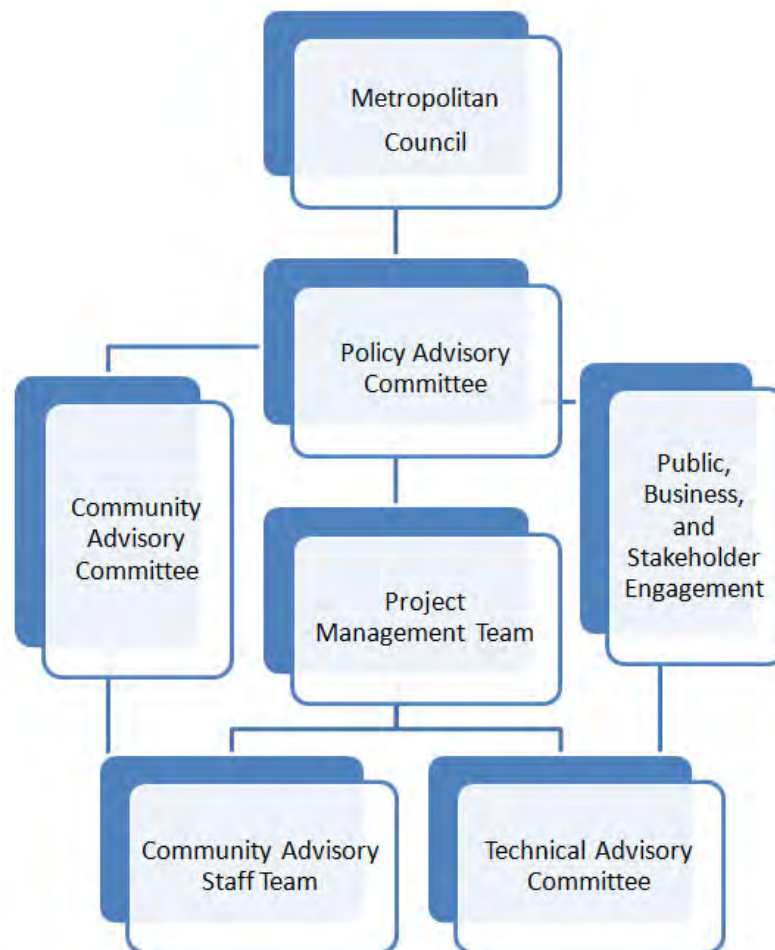 Metropolitan
Council
Policy Advisory
Committee
Community
Advisory
Committee
Public,
Business,
and
Stakeholder
Engagement
Project
Management Team
Community Advisory
Staff Team
Technical Advisory
Committee